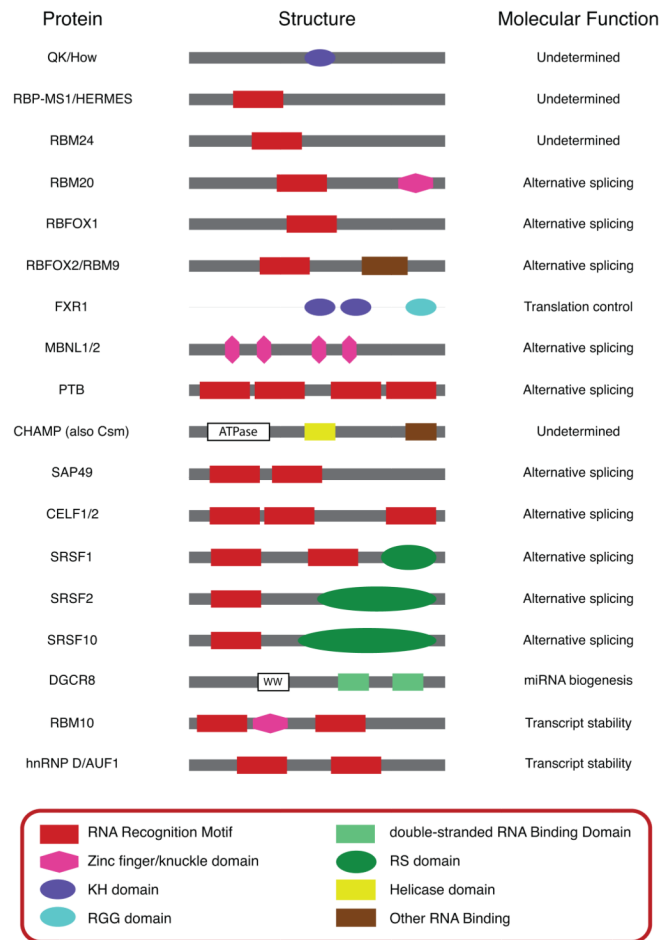 Protein Structure Molecular Function
QK/How Undetermined
RBP-MS1/HERMES Undetermined
RBM24 Undetermined
RBM20 Alternative splicing
RBFOX1 Alternative splicing
RBFOX2/RBM9 Alternative splicing
FXR1 Translation control
MBNL1/2 Alternative splicing
PTB Alternative splicing
CHAMP (also Csm) ATPase Undetermined
SAP49 Alternative splicing
CELF1/2 Alternative splicing
SRSF1 Alternative splicing
SRSF2 Alternative splicing
SRSF10 Alternative splicing
DGCR8 WW miRNA biogenesis
RBM10 Transcript stability
hnRNP D/AUF1 Transcript stability
RNA Recognition Motif double-stranded RNA Binding Domain
Zinc finger/knuckle domain RS domain
KH domain Helicase domain
RGG domain Other RNA Binding